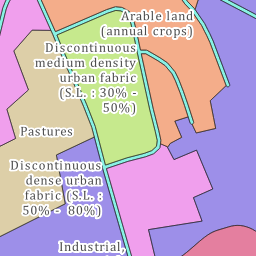 Arable land
(annual crops)
Discontinuous
medium density
urban fabric
(S.L. : 30% -
50%)
Pastures
Discontinuous
dense urban
fabric (S.L. :
50% - 80%)
Industrial,